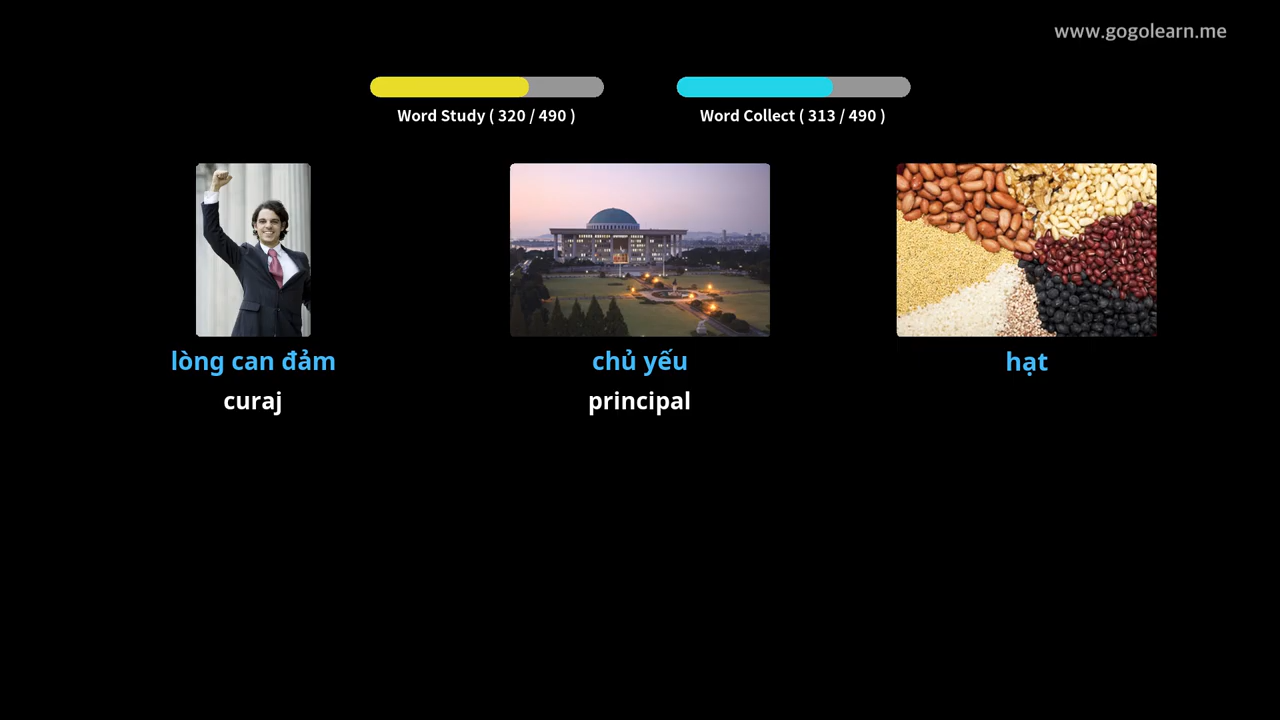 www.gogolearn.me
Word Study ( 320 / 490 )
Word Collect ( 313 / 490 )
lòng can đảm
chủ yếu
hạt
curaj
principal